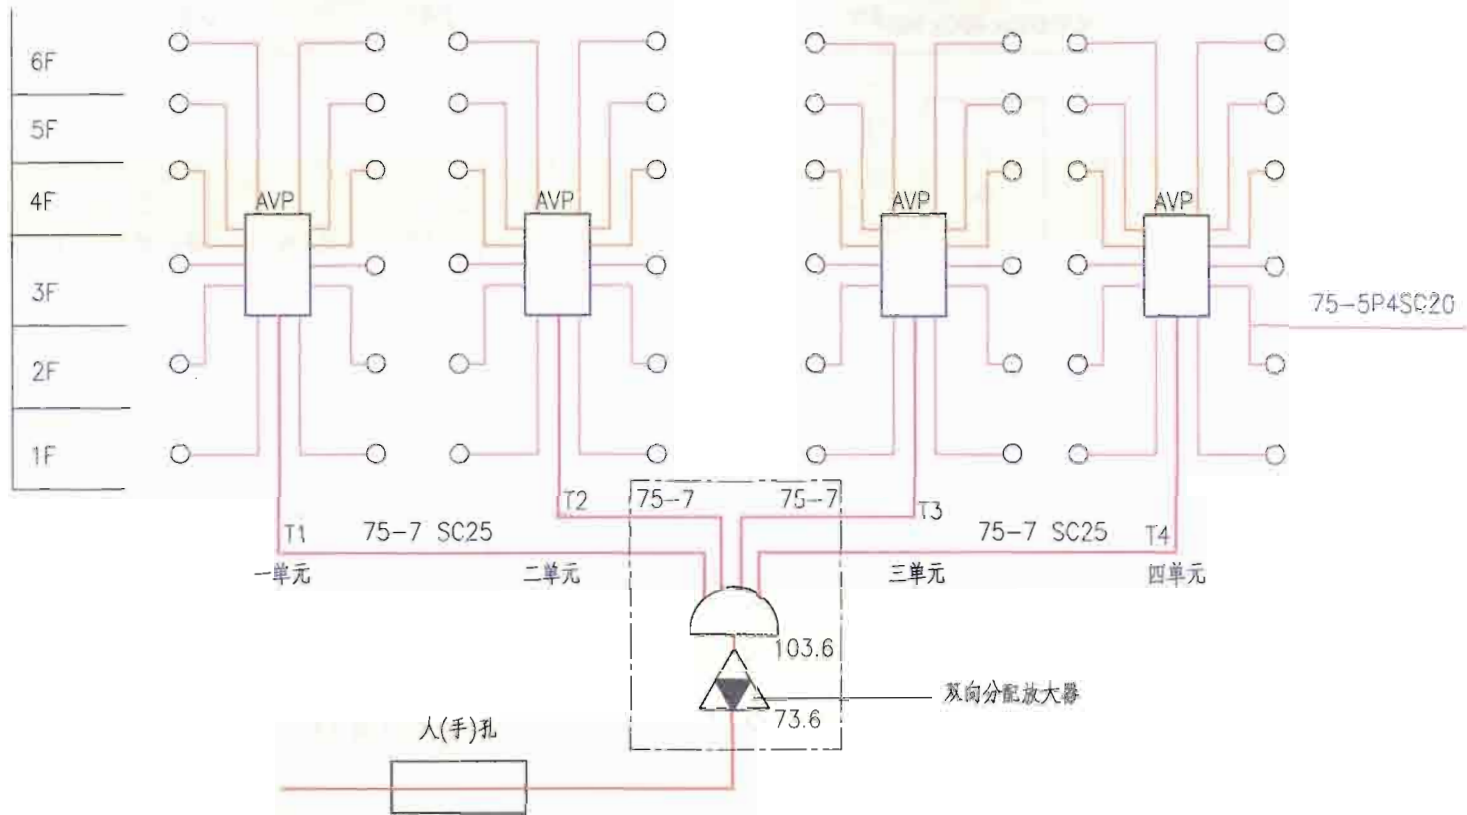 6F
5F
4F
3F
2F
1F
AVP
AVP
AVP
AVP
75-5P4SC20
T1
75-7 SC25
T2
75-7
75-7
T3
75-7 SC25
T4
一单元
二单元
三单元
四单元
103.6
73.6
双向分配放大器
人(手)孔